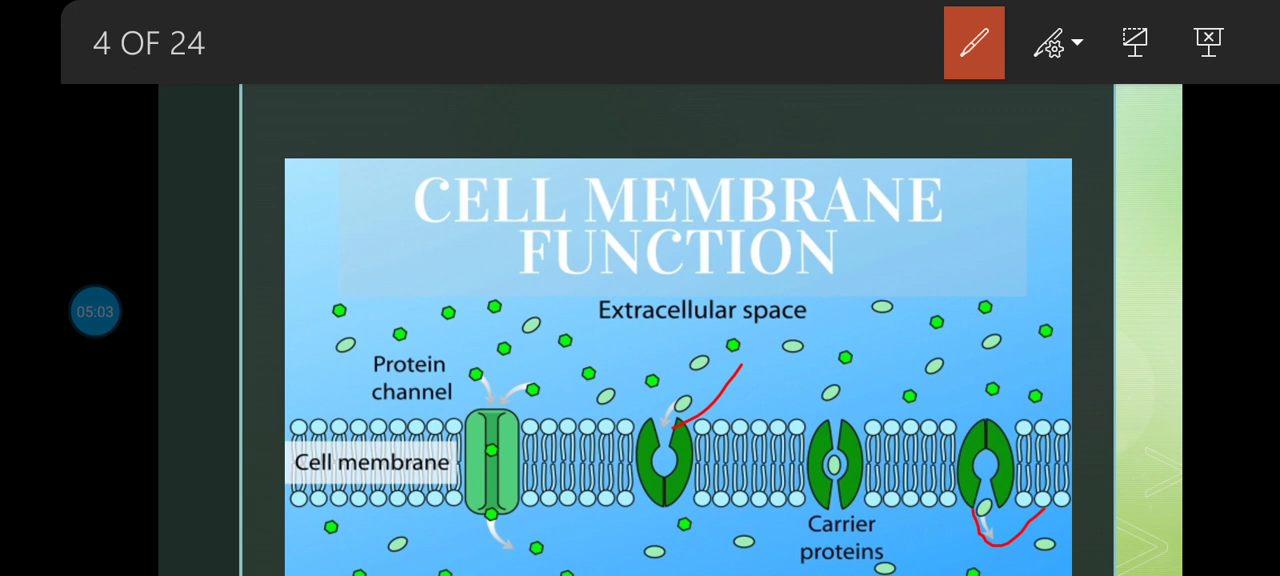 4 OF 24
05:03
CELL MEMBRANE
FUNCTION
Extracellular space
Protein
channel
Cell membrane
Carrier
proteins